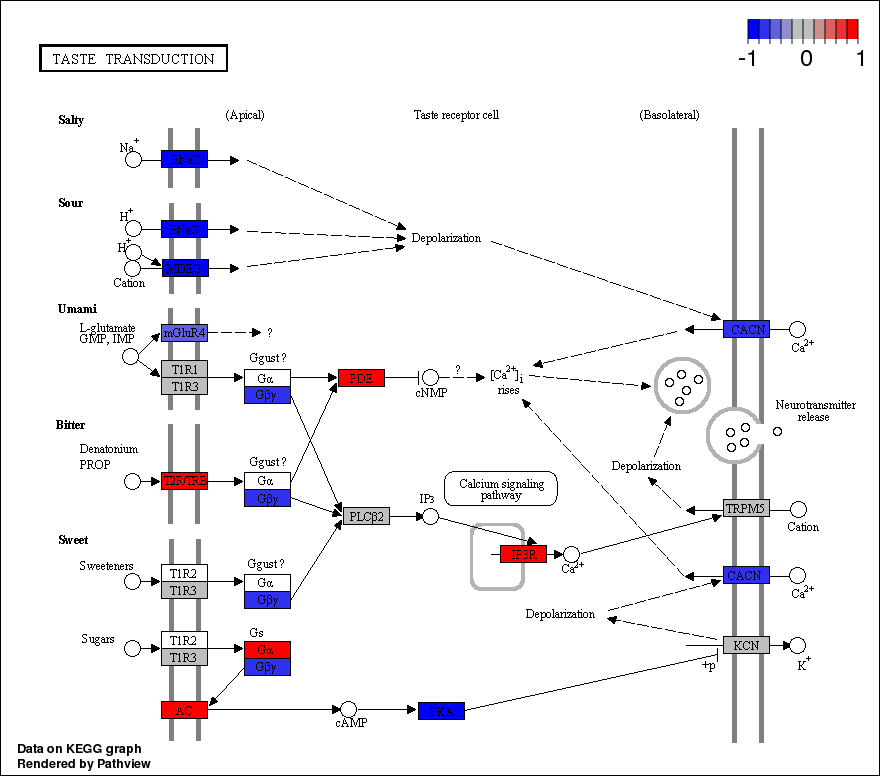 -1 0 1
TASTE TRANSDUCTION
(Apical) Taste receptor cell (Basolateral)
Salty
Na+
ENaC
Sour
H+
ENaC
Depolarization
H+
MDEG
Cation
Umami
L-glutamate
GMP, IMP
mGluR4
?
CACN
Ca2+
T1R1
T1R3
Ggust ?
Gα
Gβγ
PDE
cNMP
?
[Ca2+]i
rises
Neurotransmitter
release
Bitter
Denatonium
PROP
T2R/TRB
Ggust ?
Gα
Gβγ
PLCβ2
IP3
Calcium signaling
pathway
Depolarization
TRPM5
Cation
Sweet
Sweeteners
T1R2
T1R3
Ggust ?
Gα
Gβγ
IP3R
Ca2+
CACN
Ca2+
Depolarization
Sugars
T1R2
T1R3
Gs
Gα
Gβγ
KCN
+p
K+
AC
cAMP
PKA
Data on KEGG graph
Rendered by Pathview